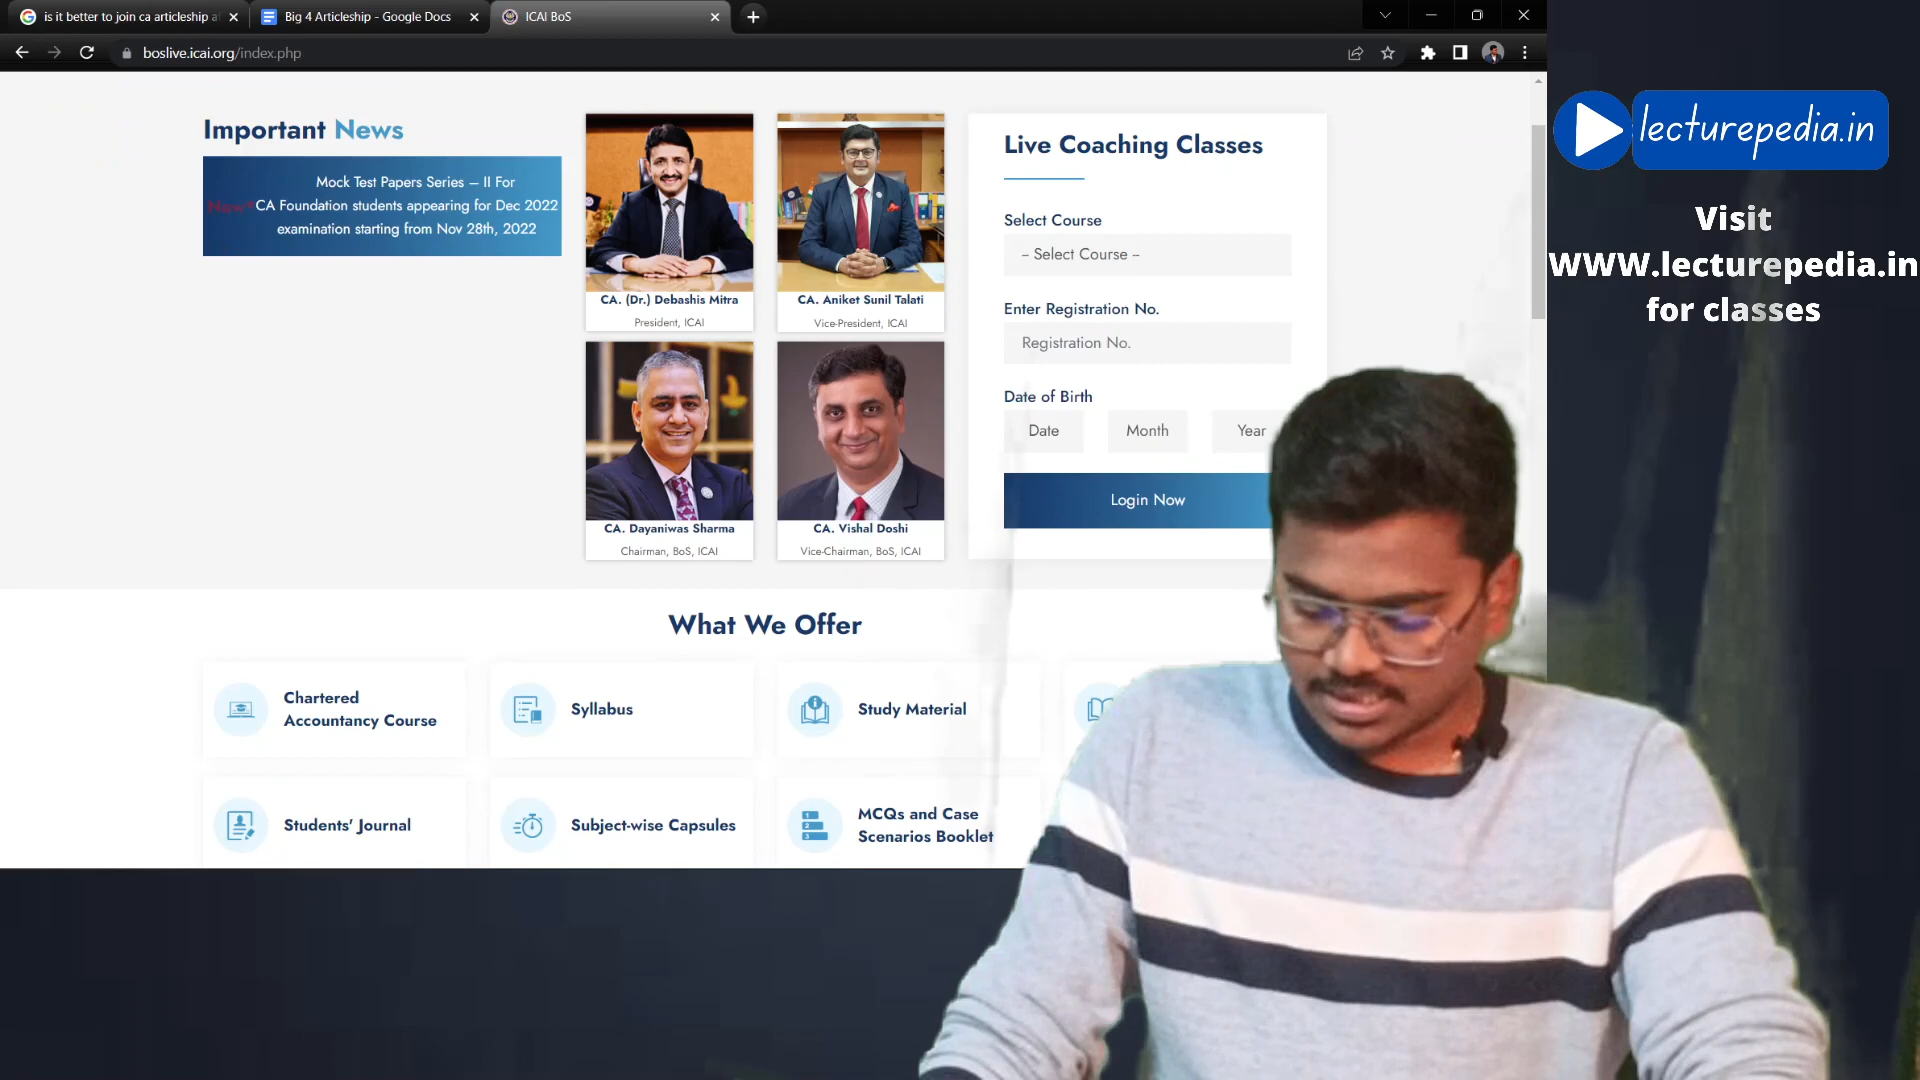 is it better to join ca articleship a
Big 4 Articleship - Google Docs
ICAI BoS
boslive.icai.org/index.php
Important News
Mock Test Papers Series – II For
New* CA Foundation students appearing for Dec 2022
examination starting from Nov 28th, 2022
CA. (Dr.) Debashis Mitra
President, ICAI
CA. Aniket Sunil Talati
Vice-President, ICAI
CA. Dayaniwas Sharma
Chairman, BoS, ICAI
CA. Vishal Doshi
Vice-Chairman, BoS, ICAI
Live Coaching Classes
Select Course
-- Select Course --
Enter Registration No.
Registration No.
Date of Birth
Date
Month
Year
Login Now
What We Offer
Chartered
Accountancy Course
Syllabus
Study Material
Students' Journal
Subject-wise Capsules
MCQs and Case
Scenarios Booklet
lecturepedia.in
Visit
WWW.lecturepedia.in
for classes